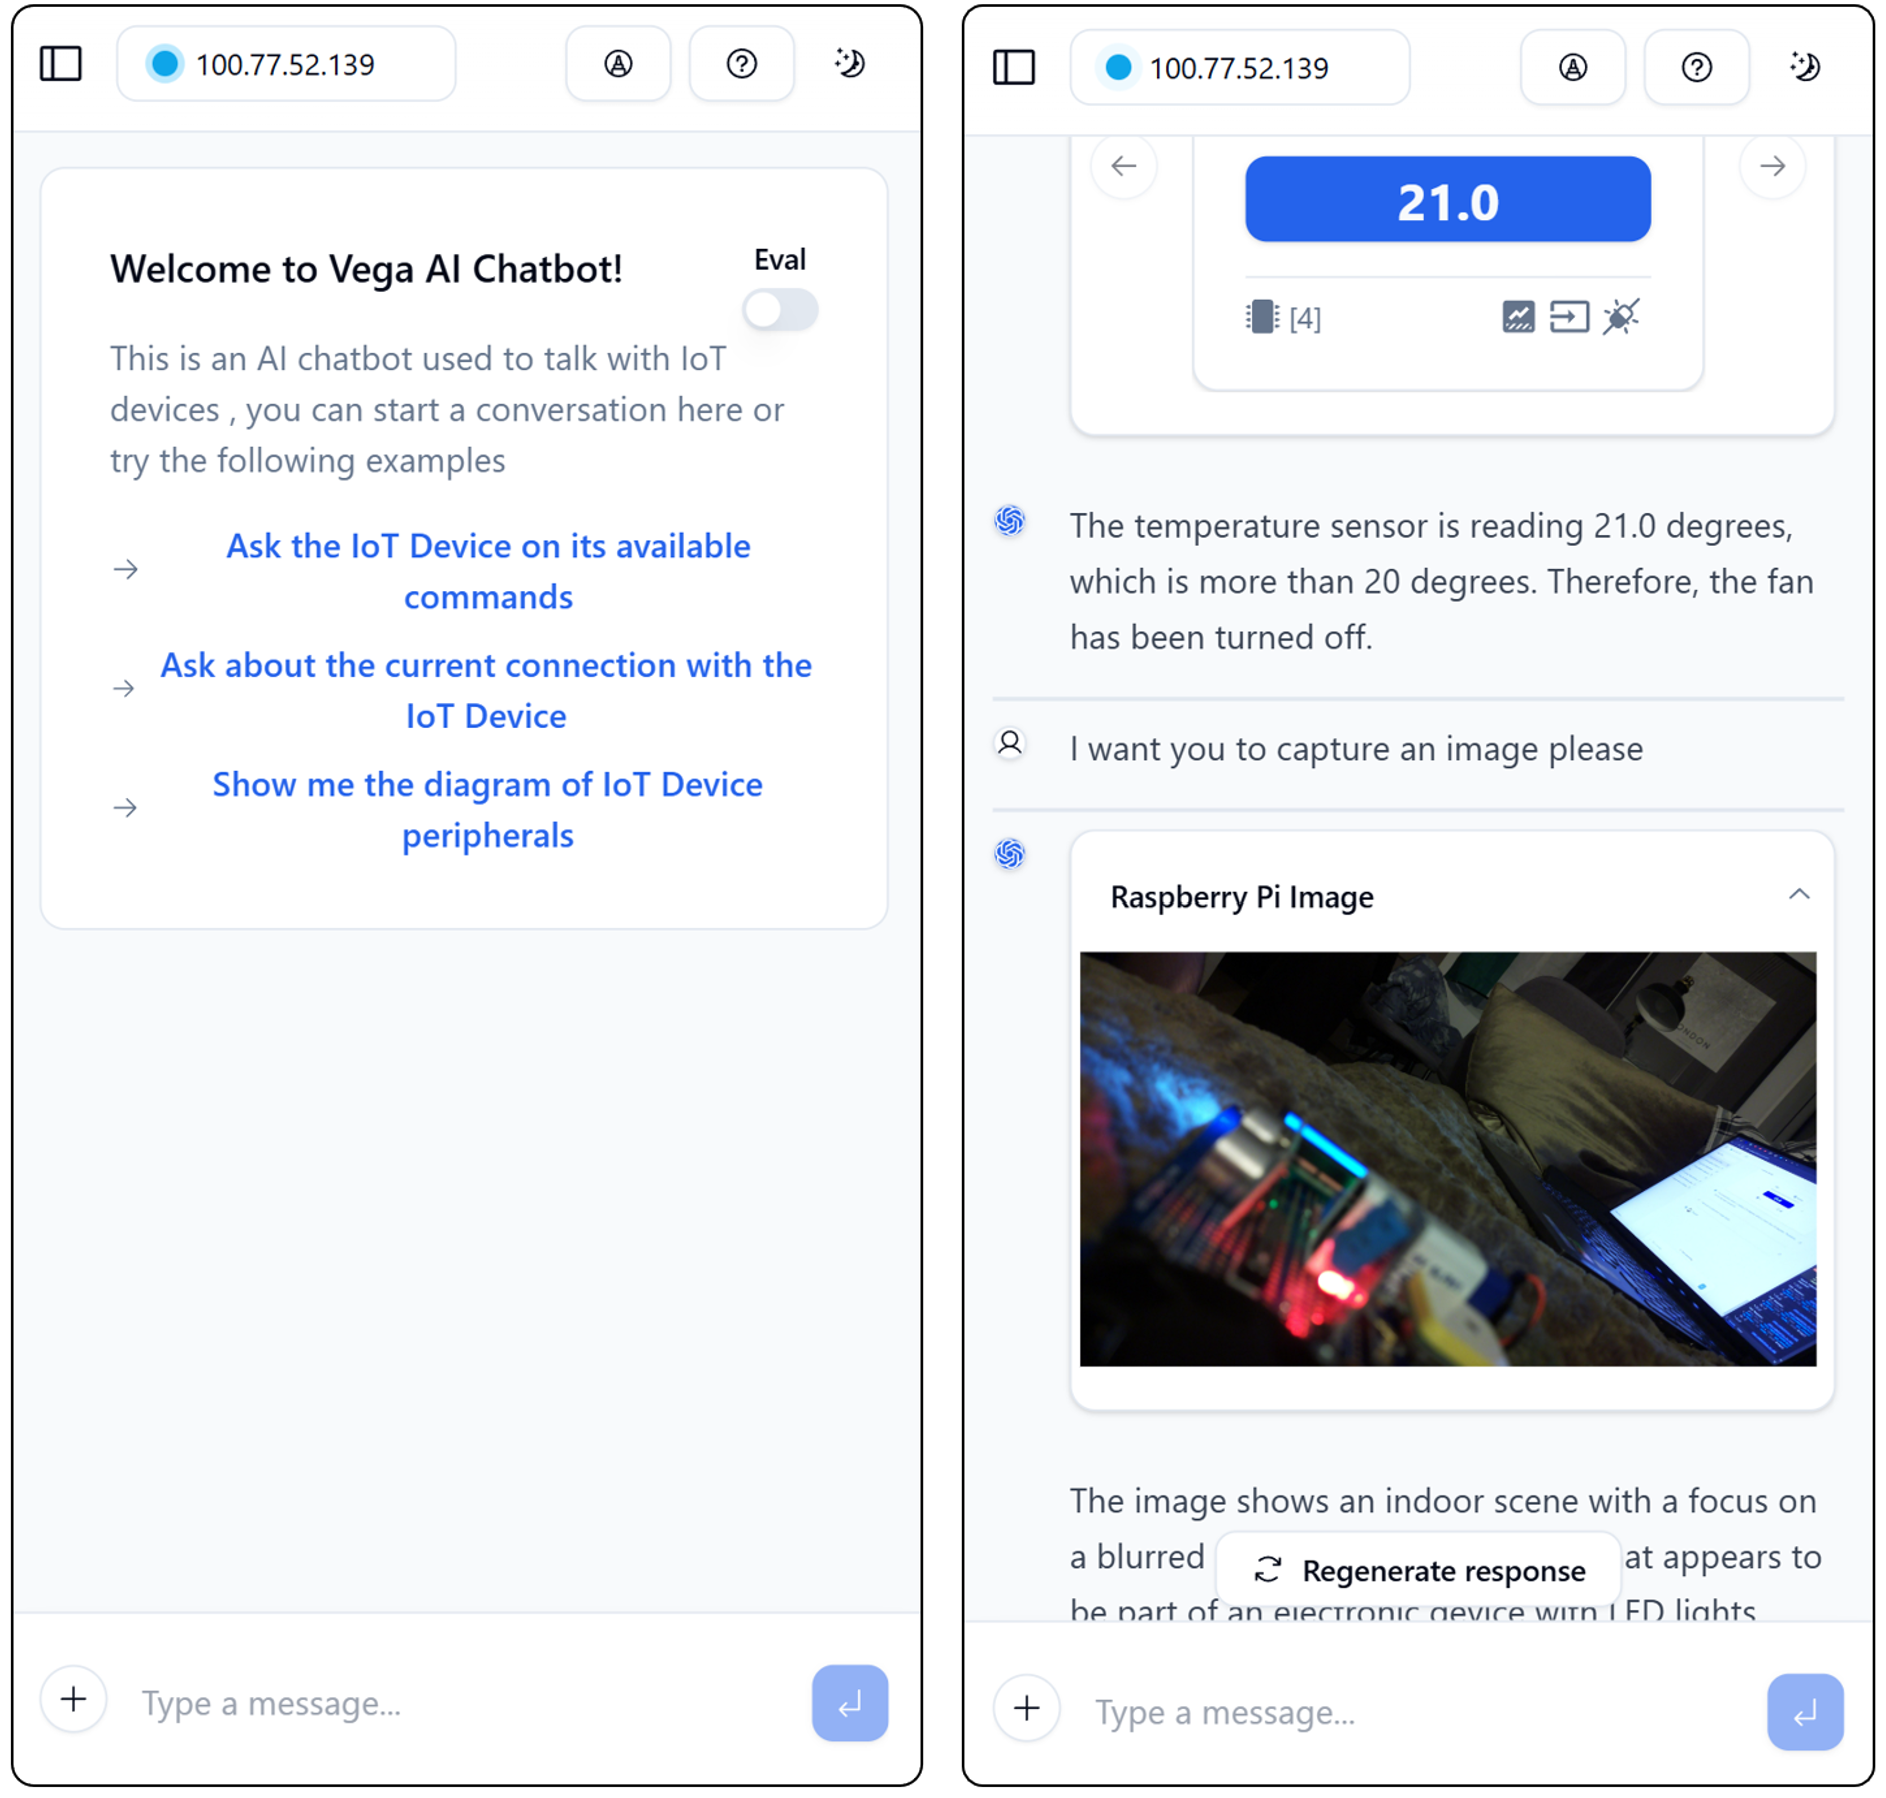 100.77.52.139
Welcome to Vega AI Chatbot!
Eval
This is an AI chatbot used to talk with IoT
devices , you can start a conversation here or
try the following examples
Ask the IoT Device on its available
commands
Ask about the current connection with the
IoT Device
Show me the diagram of IoT Device
peripherals
Type a message...
100.77.52.139
21.0
[4]
The temperature sensor is reading 21.0 degrees,
which is more than 20 degrees. Therefore, the fan
has been turned off.
I want you to capture an image please
Raspberry Pi Image
The image shows an indoor scene with a focus on
a blurred
Regenerate response
at appears to
be part of an electronic device with LED lights
Type a message...